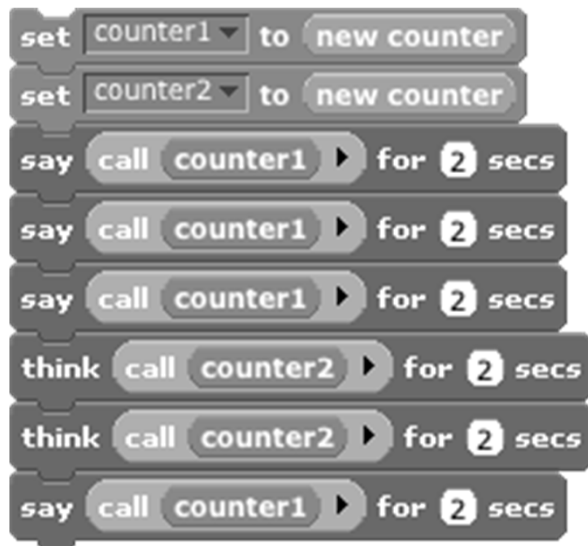 set counter1 to new counter
set counter2 to new counter
say call counter1 for 2 secs
say call counter1 for 2 secs
say call counter1 for 2 secs
think call counter2 for 2 secs
think call counter2 for 2 secs
say call counter1 for 2 secs